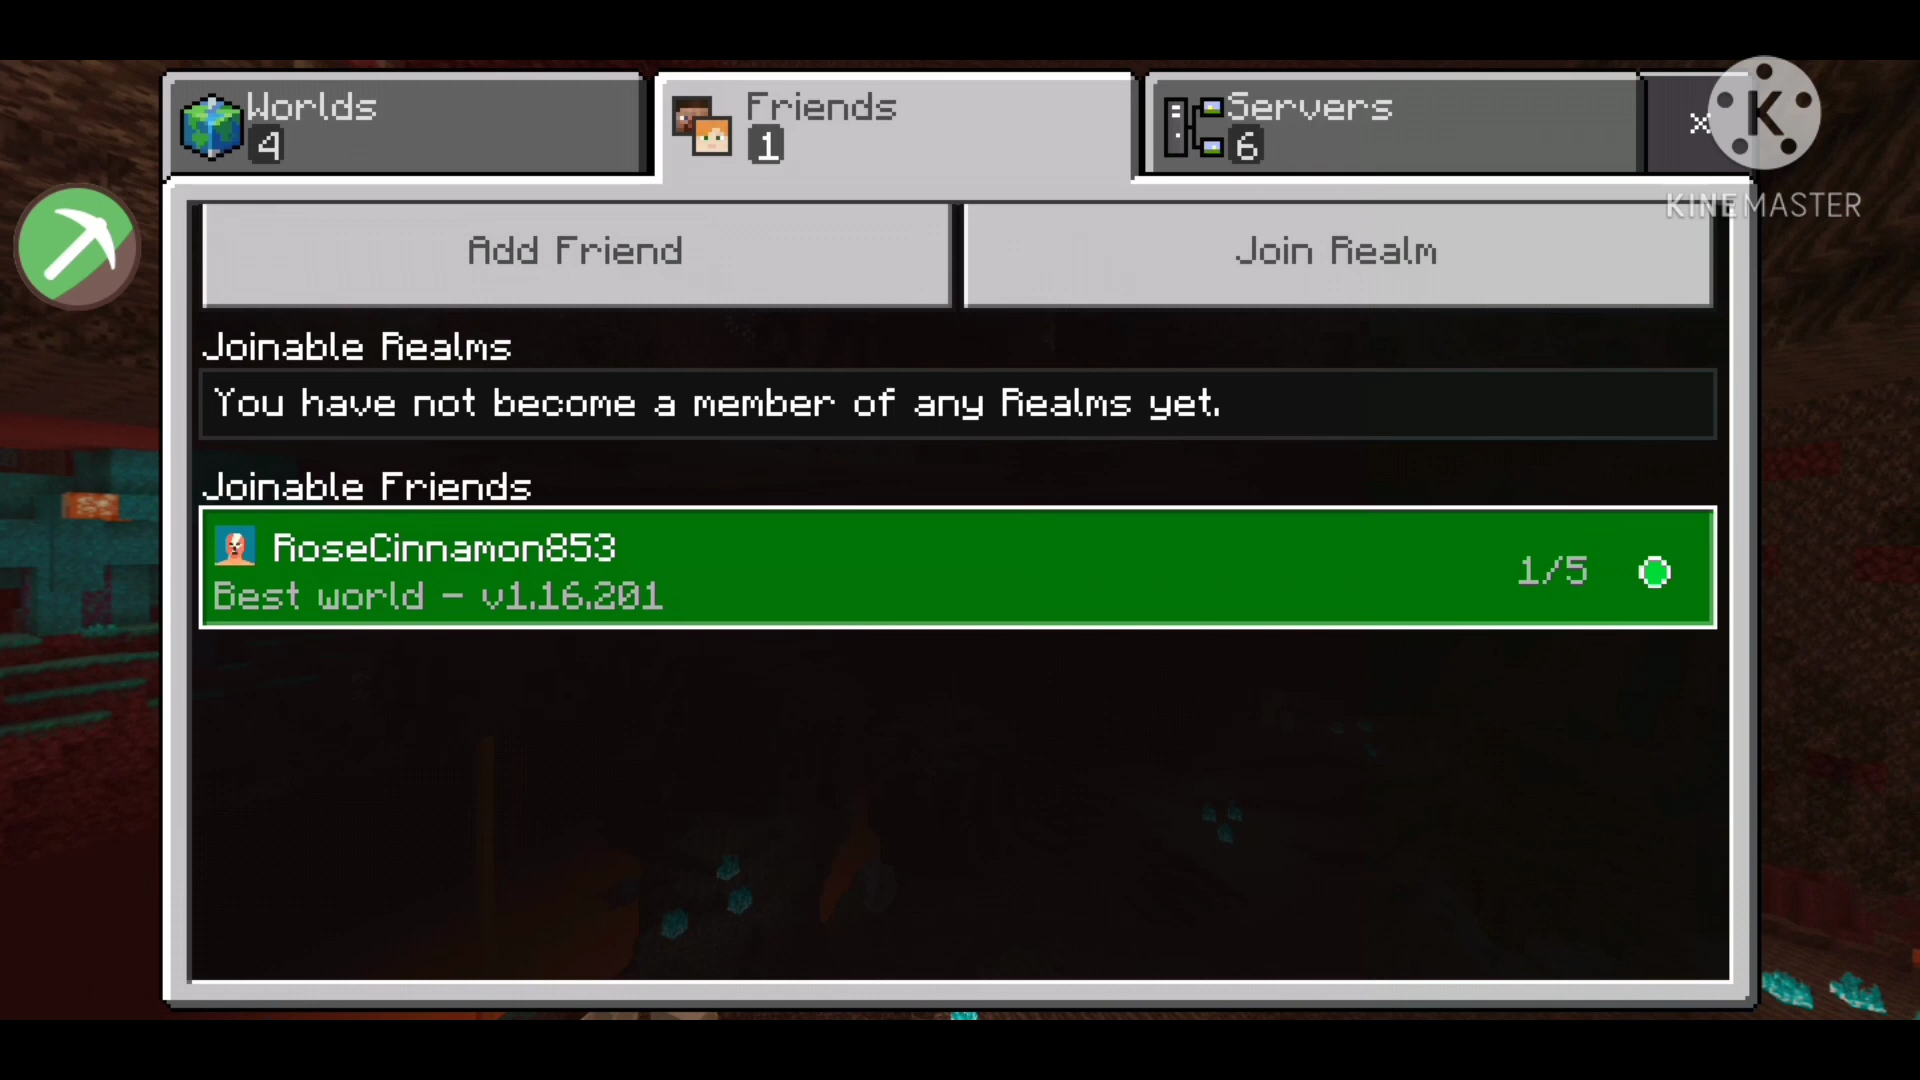 Worlds
4
Friends
1
Servers
6
x
K
KINEMASTER
Add Friend
Join Realm
Joinable Realms
You have not become a member of any Realms yet.
Joinable Friends
RoseCinnamon853
Best world - v1.16.201
1/5